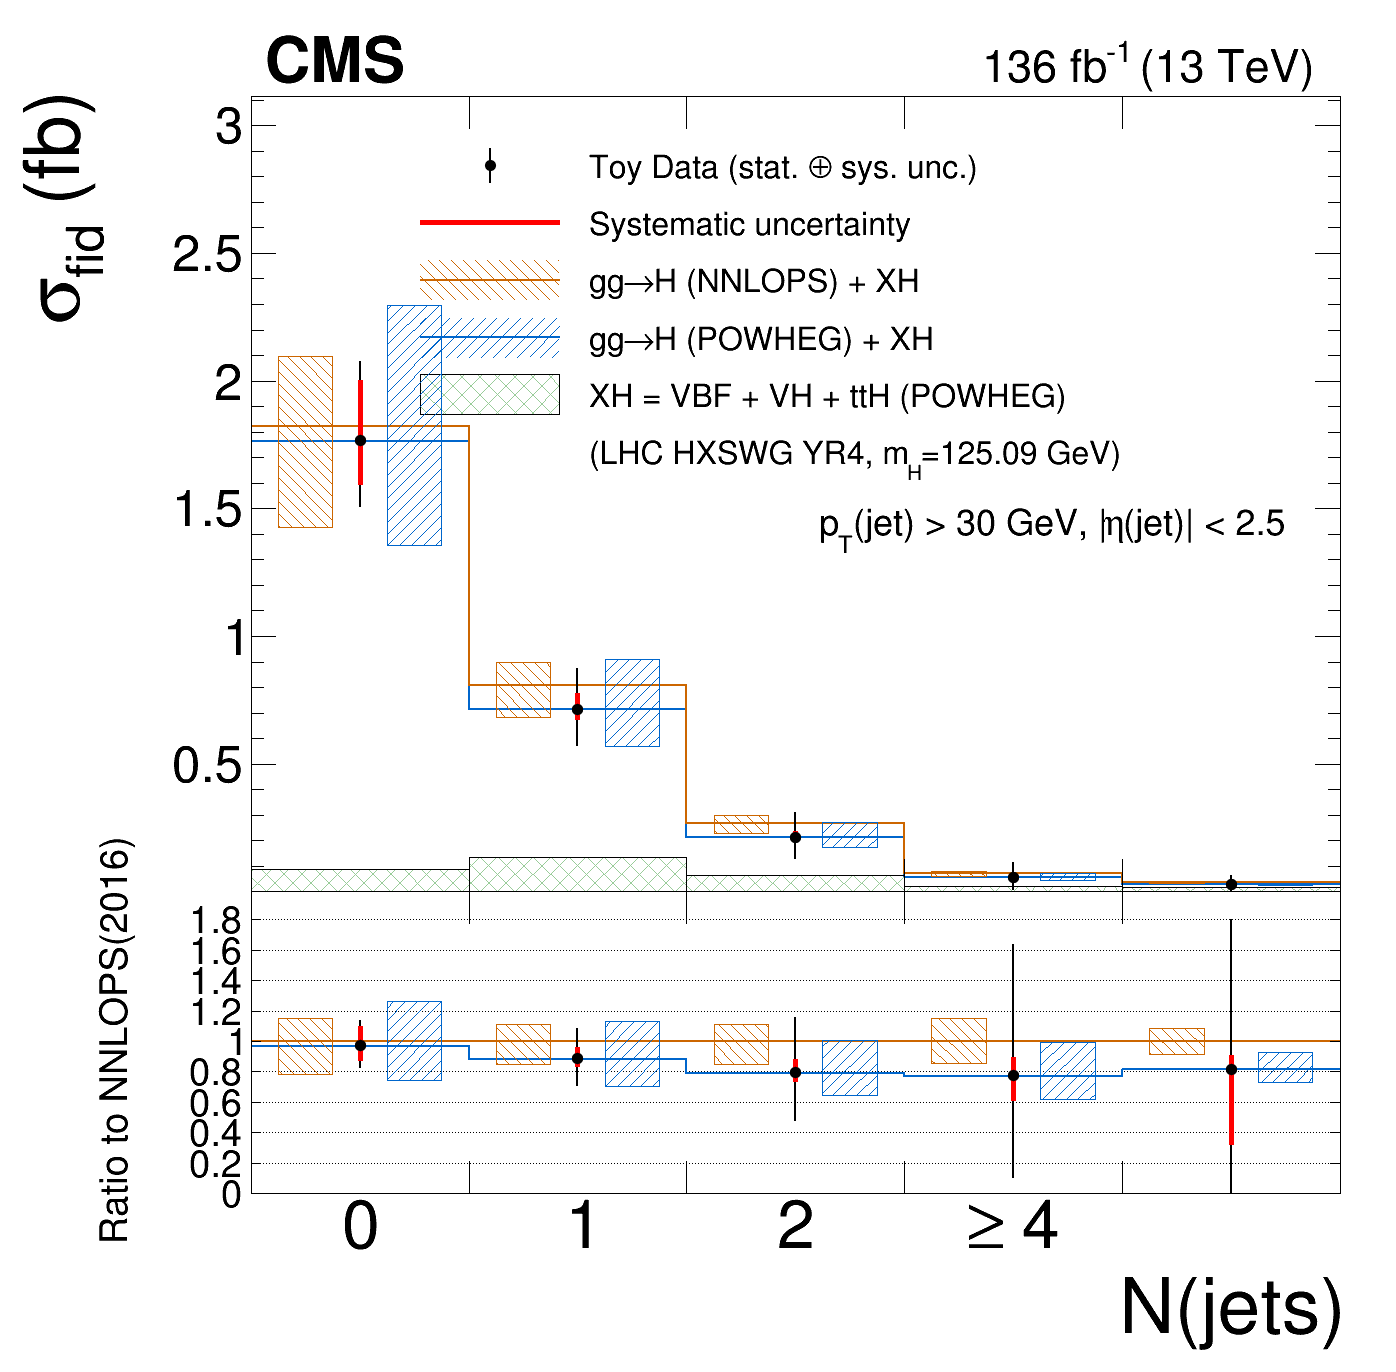 CMS
136 fb⁻¹ (13 TeV)
σfid (fb)
3
2.5
2
1.5
1
0.5
Toy Data (stat. ⊕ sys. unc.)
Systematic uncertainty
gg→H (NNLOPS) + XH
gg→H (POWHEG) + XH
XH = VBF + VH + ttH (POWHEG)
(LHC HXSWG YR4, mH=125.09 GeV)
pT(jet) > 30 GeV, |η(jet)| < 2.5
Ratio to NNLOPS(2016)
1.8
1.6
1.4
1.2
1
0.8
0.6
0.4
0.2
0
0 1 2 ≥ 4
N(jets)